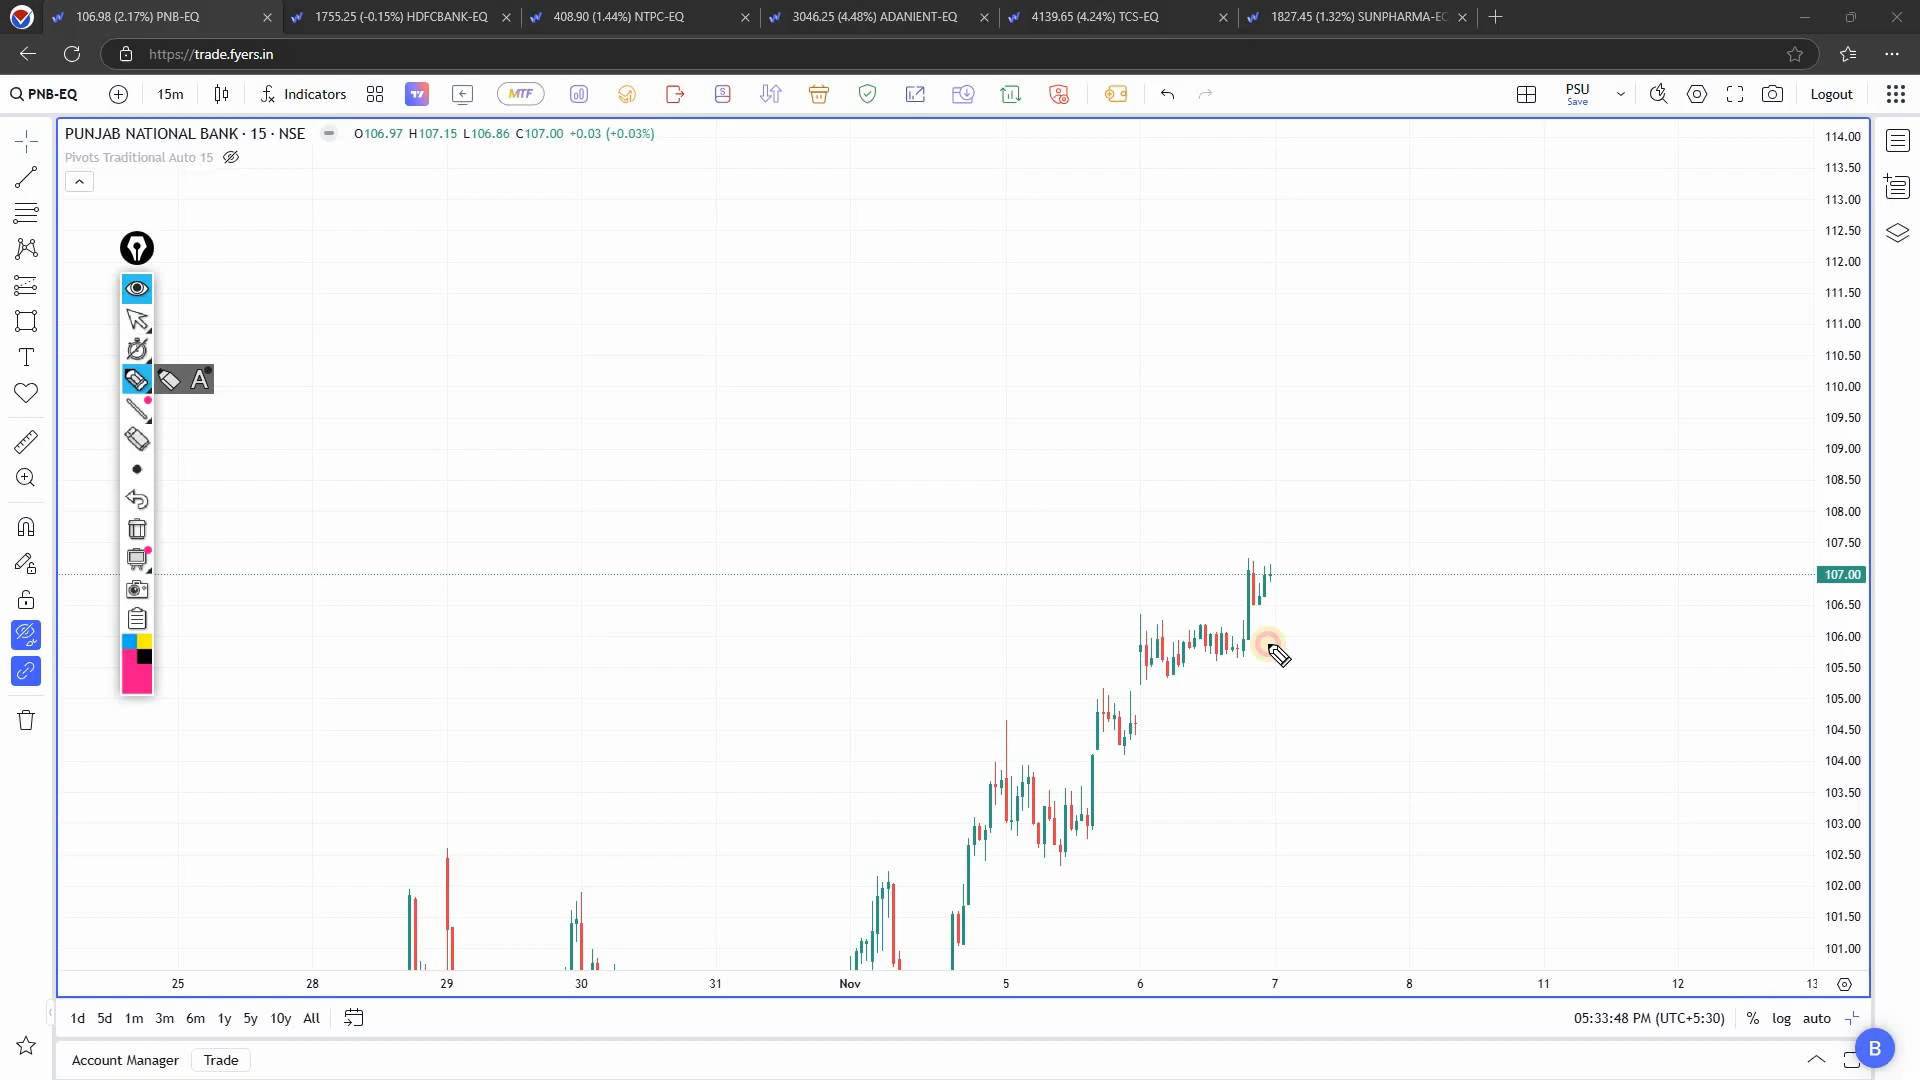 106.98 (2.17%) PNB-EQ
1755.25 (-0.15%) HDFCBANK-EQ
408.90 (1.44%) NTPC-EQ
3046.25 (4.48%) ADANIENT-EQ
4139.65 (4.24%) TCS-EQ
1827.45 (1.32%) SUNPHARMA-EQ
https://trade.fyers.in
PNB-EQ
15m
Indicators
MTF
PSU
Save
Logout
PUNJAB NATIONAL BANK · 15 · NSE
O106.97 H107.15 L106.86 C107.00 +0.03 (+0.03%)
Pivots Traditional Auto 15
A
114.00
113.50
113.00
112.50
112.00
111.50
111.00
110.50
110.00
109.50
109.00
108.50
108.00
107.50
107.00
106.50
106.00
105.50
105.00
104.50
104.00
103.50
103.00
102.50
102.00
101.50
101.00
25 28 29 30 31 Nov 5 6 7 8 11 12 13
1d 5d 1m 3m 6m 1y 5y 10y All
05:33:48 PM (UTC+5:30)
% log auto
Account Manager
Trade
B